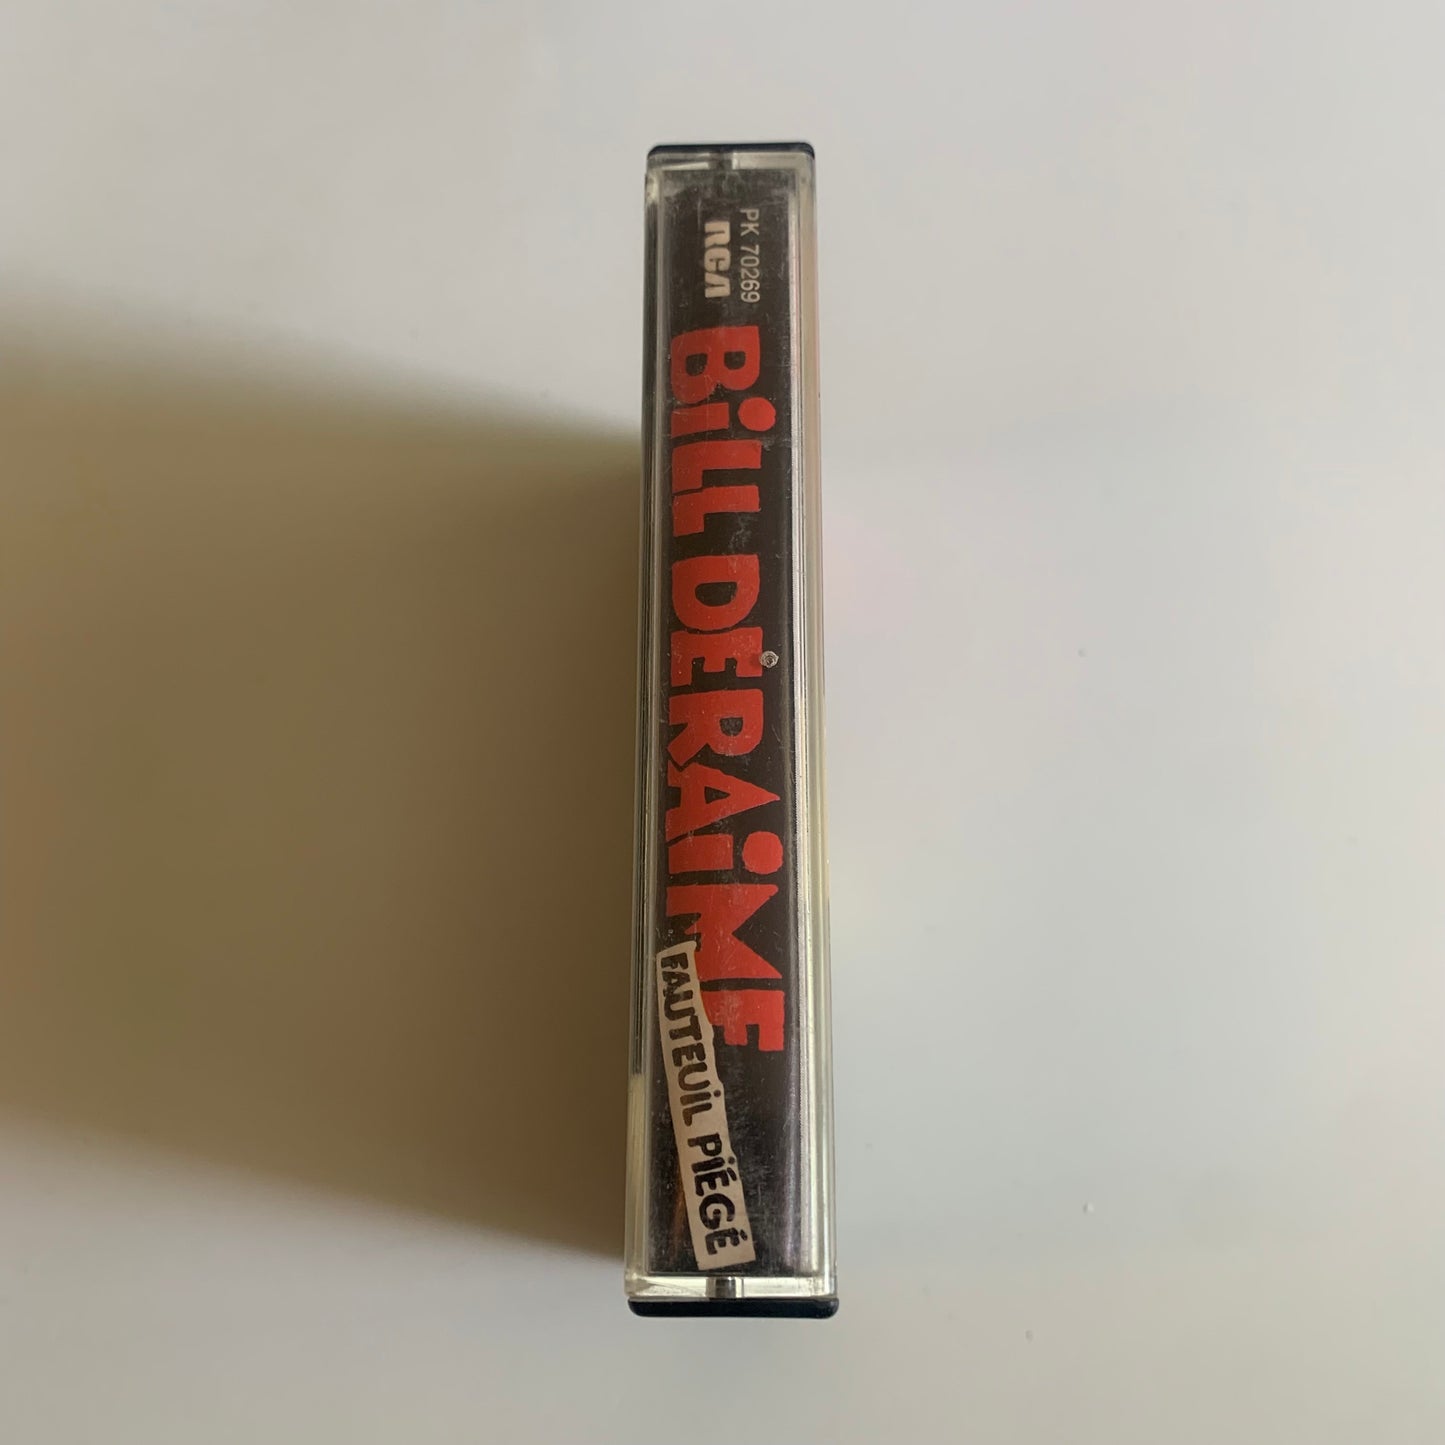 PK 70269
RCA
BiLL DERAiME
FAUTEUiL PIÉGÉ